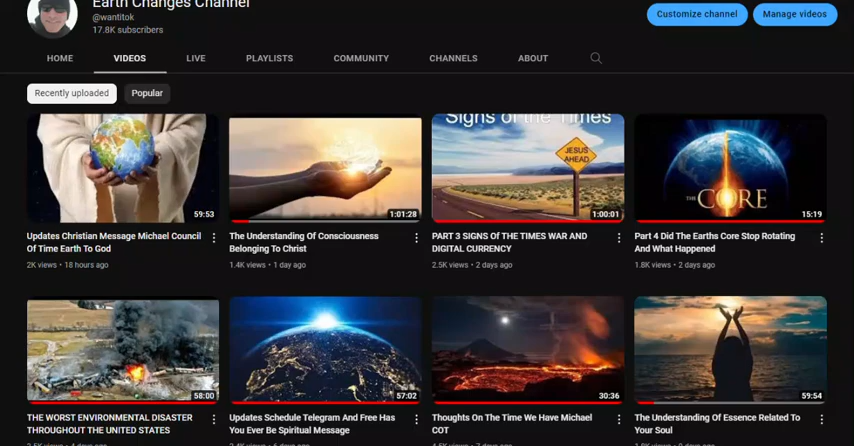 Earth Changes Channel
@wantitok
17.8K subscribers
Customize channel
Manage videos
HOME
VIDEOS
LIVE
PLAYLISTS
COMMUNITY
CHANNELS
ABOUT
Recently uploaded
Popular
59:53
1:01:28
Signs of the Times
JESUS
AHEAD
1:00:01
THE CORE
15:19
Updates Christian Message Michael Council
Of Time Earth To God
2K views • 18 hours ago
The Understanding Of Consciousness
Belonging To Christ
1.4K views • 1 day ago
PART 3 SIGNS Of THE TIMES WAR AND
DIGITAL CURRENCY
2.5K views • 2 days ago
Part 4 Did The Earths Core Stop Rotating
And What Happened
1.8K views • 2 days ago
58:00
57:02
30:36
59:54
THE WORST ENVIRONMENTAL DISASTER
THROUGHOUT THE UNITED STATES
Updates Schedule Telegram And Free Has
You Ever Be Spiritual Message
Thoughts On The Time We Have Michael
COT
The Understanding Of Essence Related To
Your Soul